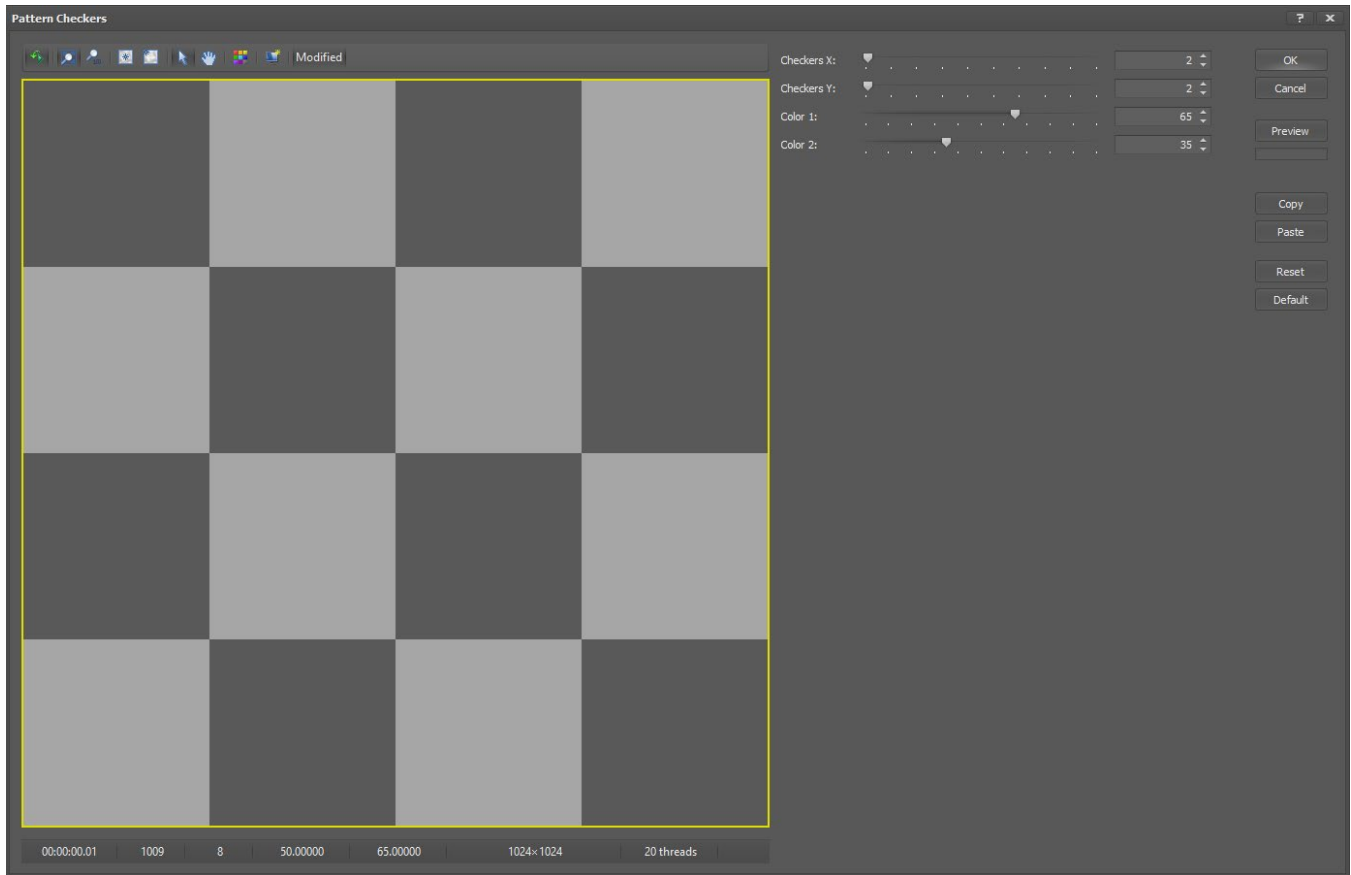 Pattern Checkers
Modified
Checkers X: 2
Checkers Y: 2
Color 1: 65
Color 2: 35
OK
Cancel
Preview
Copy
Paste
Reset
Default
00:00:00.01 1009 8 50.00000 65.00000 1024×1024 20 threads